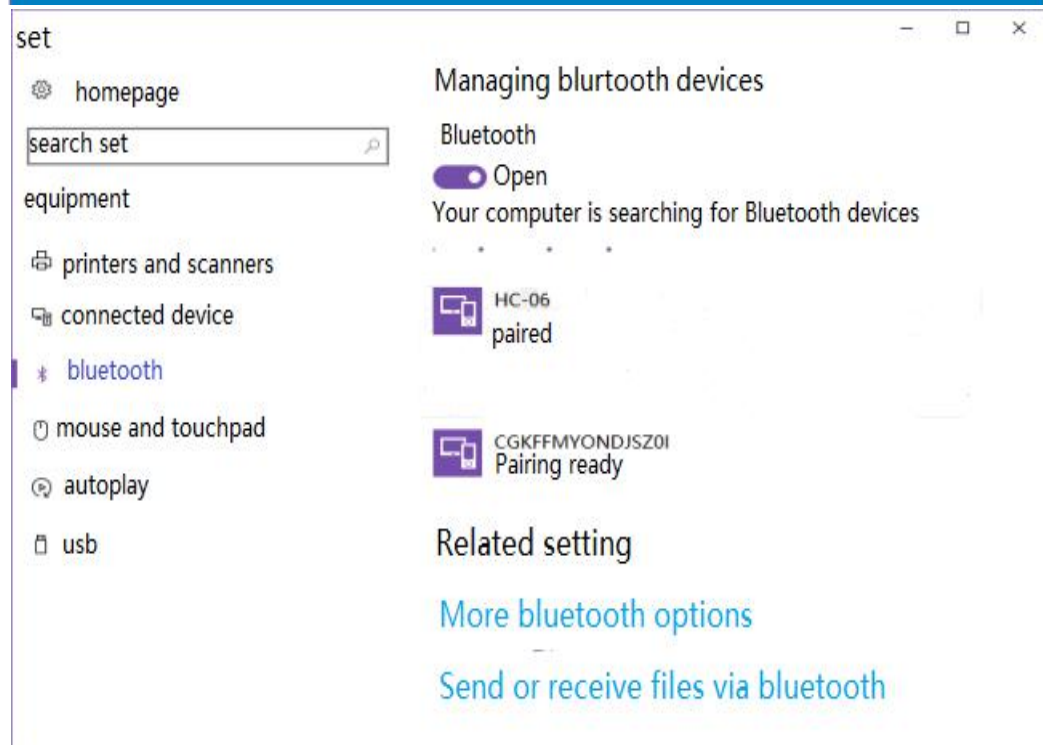 set
homepage
search set
equipment
printers and scanners
connected device
bluetooth
mouse and touchpad
autoplay
usb
Managing blurtooth devices
Bluetooth
Open
Your computer is searching for Bluetooth devices
HC-06
paired
CGKFFMYONDJSZ0I
Pairing ready
Related setting
More bluetooth options
Send or receive files via bluetooth